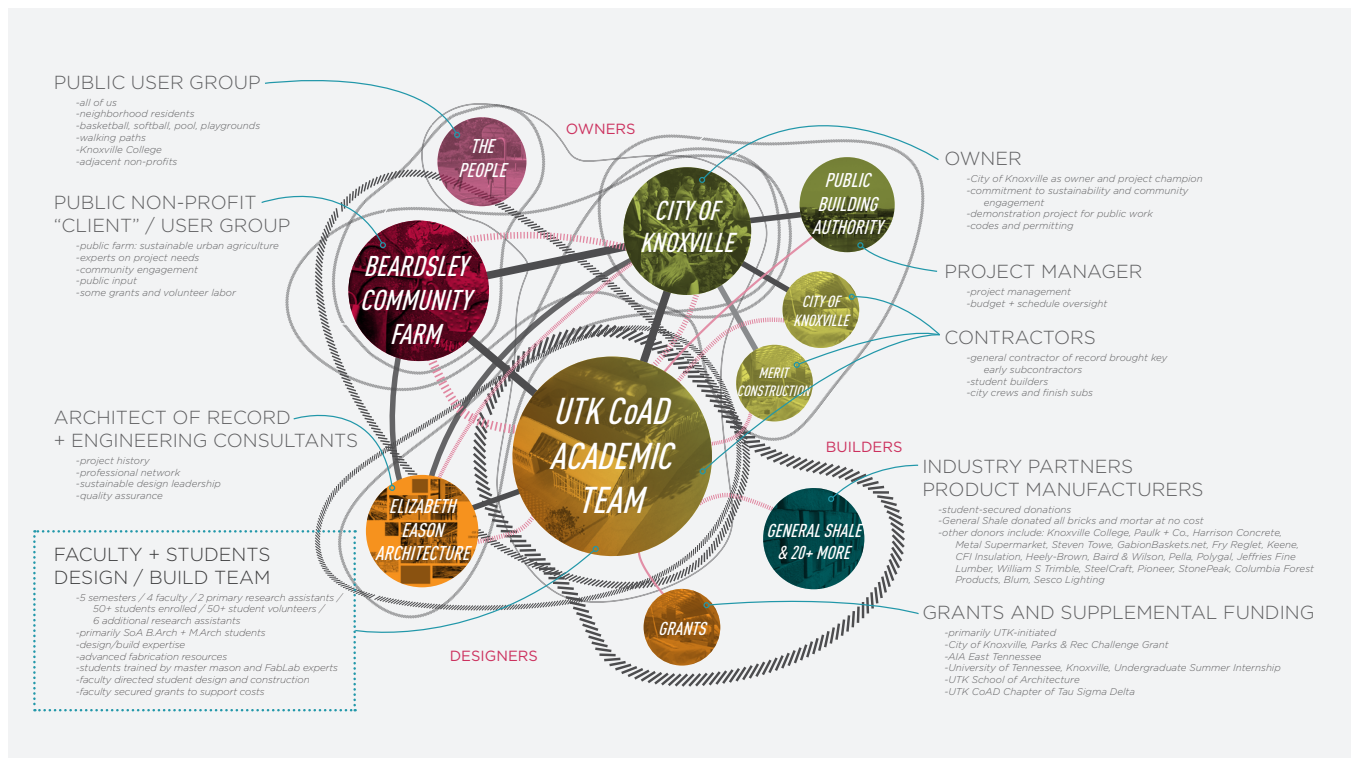 PUBLIC USER GROUP
-all of us
-neighborhood residents
-basketball, softball, pool, playgrounds
-walking paths
-Knoxville College
-adjacent non-profits
PUBLIC NON-PROFIT
“CLIENT” / USER GROUP
-public farm: sustainable urban agriculture
-experts on project needs
-community engagement
-public input
-some grants and volunteer labor
ARCHITECT OF RECORD
+ ENGINEERING CONSULTANTS
-project history
-professional network
-sustainable design leadership
-quality assurance
FACULTY + STUDENTS
DESIGN / BUILD TEAM
-5 semesters / 4 faculty / 2 primary research assistants /
50+ students enrolled / 50+ student volunteers /
6 additional research assistants
-primarily SoA B.Arch + M.Arch students
-design/build expertise
-advanced fabrication resources
-students trained by master mason and FabLab experts
-faculty directed student design and construction
-faculty secured grants to support costs
OWNERS
THE
PEOPLE
BEARDSLEY
COMMUNITY
FARM
CITY OF
KNOXVILLE
PUBLIC
BUILDING
AUTHORITY
CITY OF
KNOXVILLE
MERIT
CONSTRUCTION
UTK CoAD
ACADEMIC
TEAM
ELIZABETH
EASON
ARCHITECTURE
GENERAL SHALE
& 20+ MORE
GRANTS
DESIGNERS
BUILDERS
OWNER
-City of Knoxville as owner and project champion
-commitment to sustainability and community
engagement
-demonstration project for public work
-codes and permitting
PROJECT MANAGER
-project management
-budget + schedule oversight
CONTRACTORS
-general contractor of record brought key
early subcontractors
-student builders
-city crews and finish subs
INDUSTRY PARTNERS
PRODUCT MANUFACTURERS
-student-secured donations
-General Shale donated all bricks and mortar at no cost
-other donors include: Knoxville College, Paulk + Co., Harrison Concrete,
Metal Supermarket, Steven Towe, GabionBaskets.net, Fry Reglet, Keene,
CFI Insulation, Heely-Brown, Baird & Wilson, Pella, Polygal, Jeffries Fine
Lumber, William S Trimble, SteelCraft, Pioneer, StonePeak, Columbia Forest
Products, Blum, Sesco Lighting
GRANTS AND SUPPLEMENTAL FUNDING
-primarily UTK-initiated
-City of Knoxville, Parks & Rec Challenge Grant
-AIA East Tennessee
-University of Tennessee, Knoxville, Undergraduate Summer Internship
-UTK School of Architecture
-UTK CoAD Chapter of Tau Sigma Delta